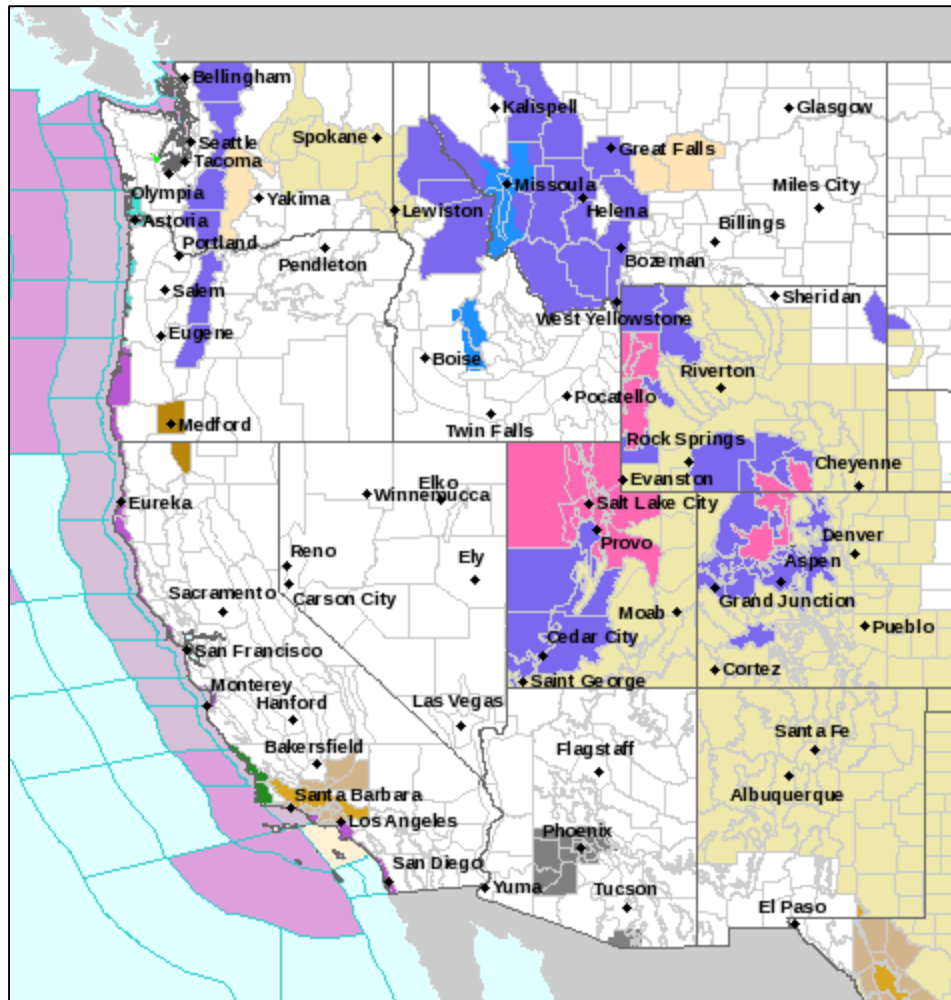 Bellingham
Kalispell
Glasgow
Seattle
Spokane
Great Falls
Tacoma
Missoula
Miles City
Olympia
Yakima
Lewiston
Helena
Astoria
Billings
Portland
Pendleton
Bozeman
Salem
Sheridan
West Yellowstone
Eugene
Boise
Riverton
Pocatello
Medford
Twin Falls
Rock Springs
Cheyenne
Elko
Evanston
Winnemucca
Eureka
Salt Lake City
Provo
Denver
Reno
Ely
Aspen
Sacramento
Carson City
Grand Junction
Moab
Pueblo
Cedar City
San Francisco
Cortez
Saint George
Monterey
Hanford
Las Vegas
Santa Fe
Bakersfield
Flagstaff
Santa Barbara
Albuquerque
Los Angeles
Phoenix
San Diego
Yuma
Tucson
El Paso